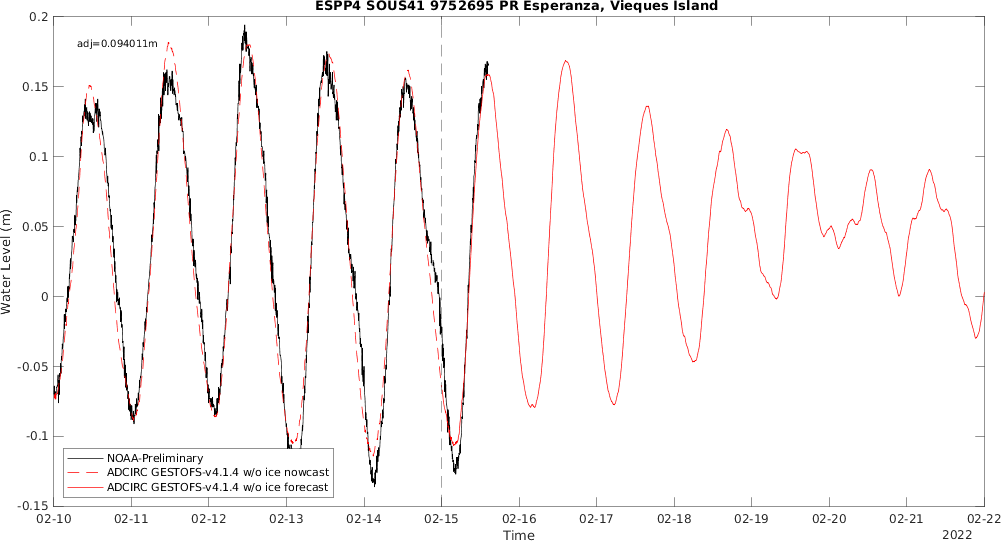 ESPP4 SOUS41 9752695 PR Esperanza, Vieques Island
0.2
adj=0.094011m
0.15
0.1
0.05
0
-0.05
-0.1
-0.15
Water Level (m)
NOAA-Preliminary
ADCIRC GESTOFS-v4.1.4 w/o ice nowcast
ADCIRC GESTOFS-v4.1.4 w/o ice forecast
02-10 02-11 02-12 02-13 02-14 02-15 02-16 02-17 02-18 02-19 02-20 02-21 02-22
Time
2022